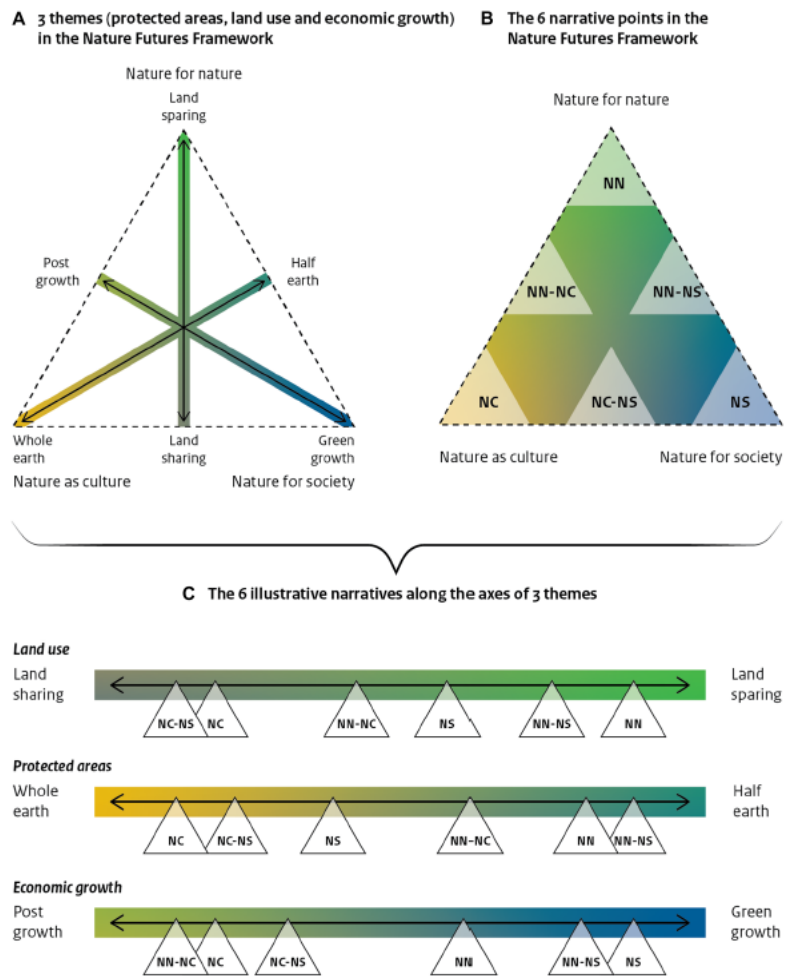 A 3 themes (protected areas, land use and economic growth)
in the Nature Futures Framework
Nature for nature
Land
sparing
Post
growth
Half
earth
Whole
earth
Land
sharing
Green
growth
Nature as culture
Nature for society
B The 6 narrative points in the
Nature Futures Framework
Nature for nature
NN
NN-NC
NN-NS
NC
NC-NS
NS
Nature as culture
Nature for society
C The 6 illustrative narratives along the axes of 3 themes
Land use
Land
sharing
Land
sparing
NC-NS
NC
NN-NC
NS
NN-NS
NN
Protected areas
Whole
earth
Half
earth
NC
NC-NS
NS
NN-NC
NN
NN-NS
Economic growth
Post
growth
Green
growth
NN-NC
NC
NC-NS
NN
NN-NS
NS